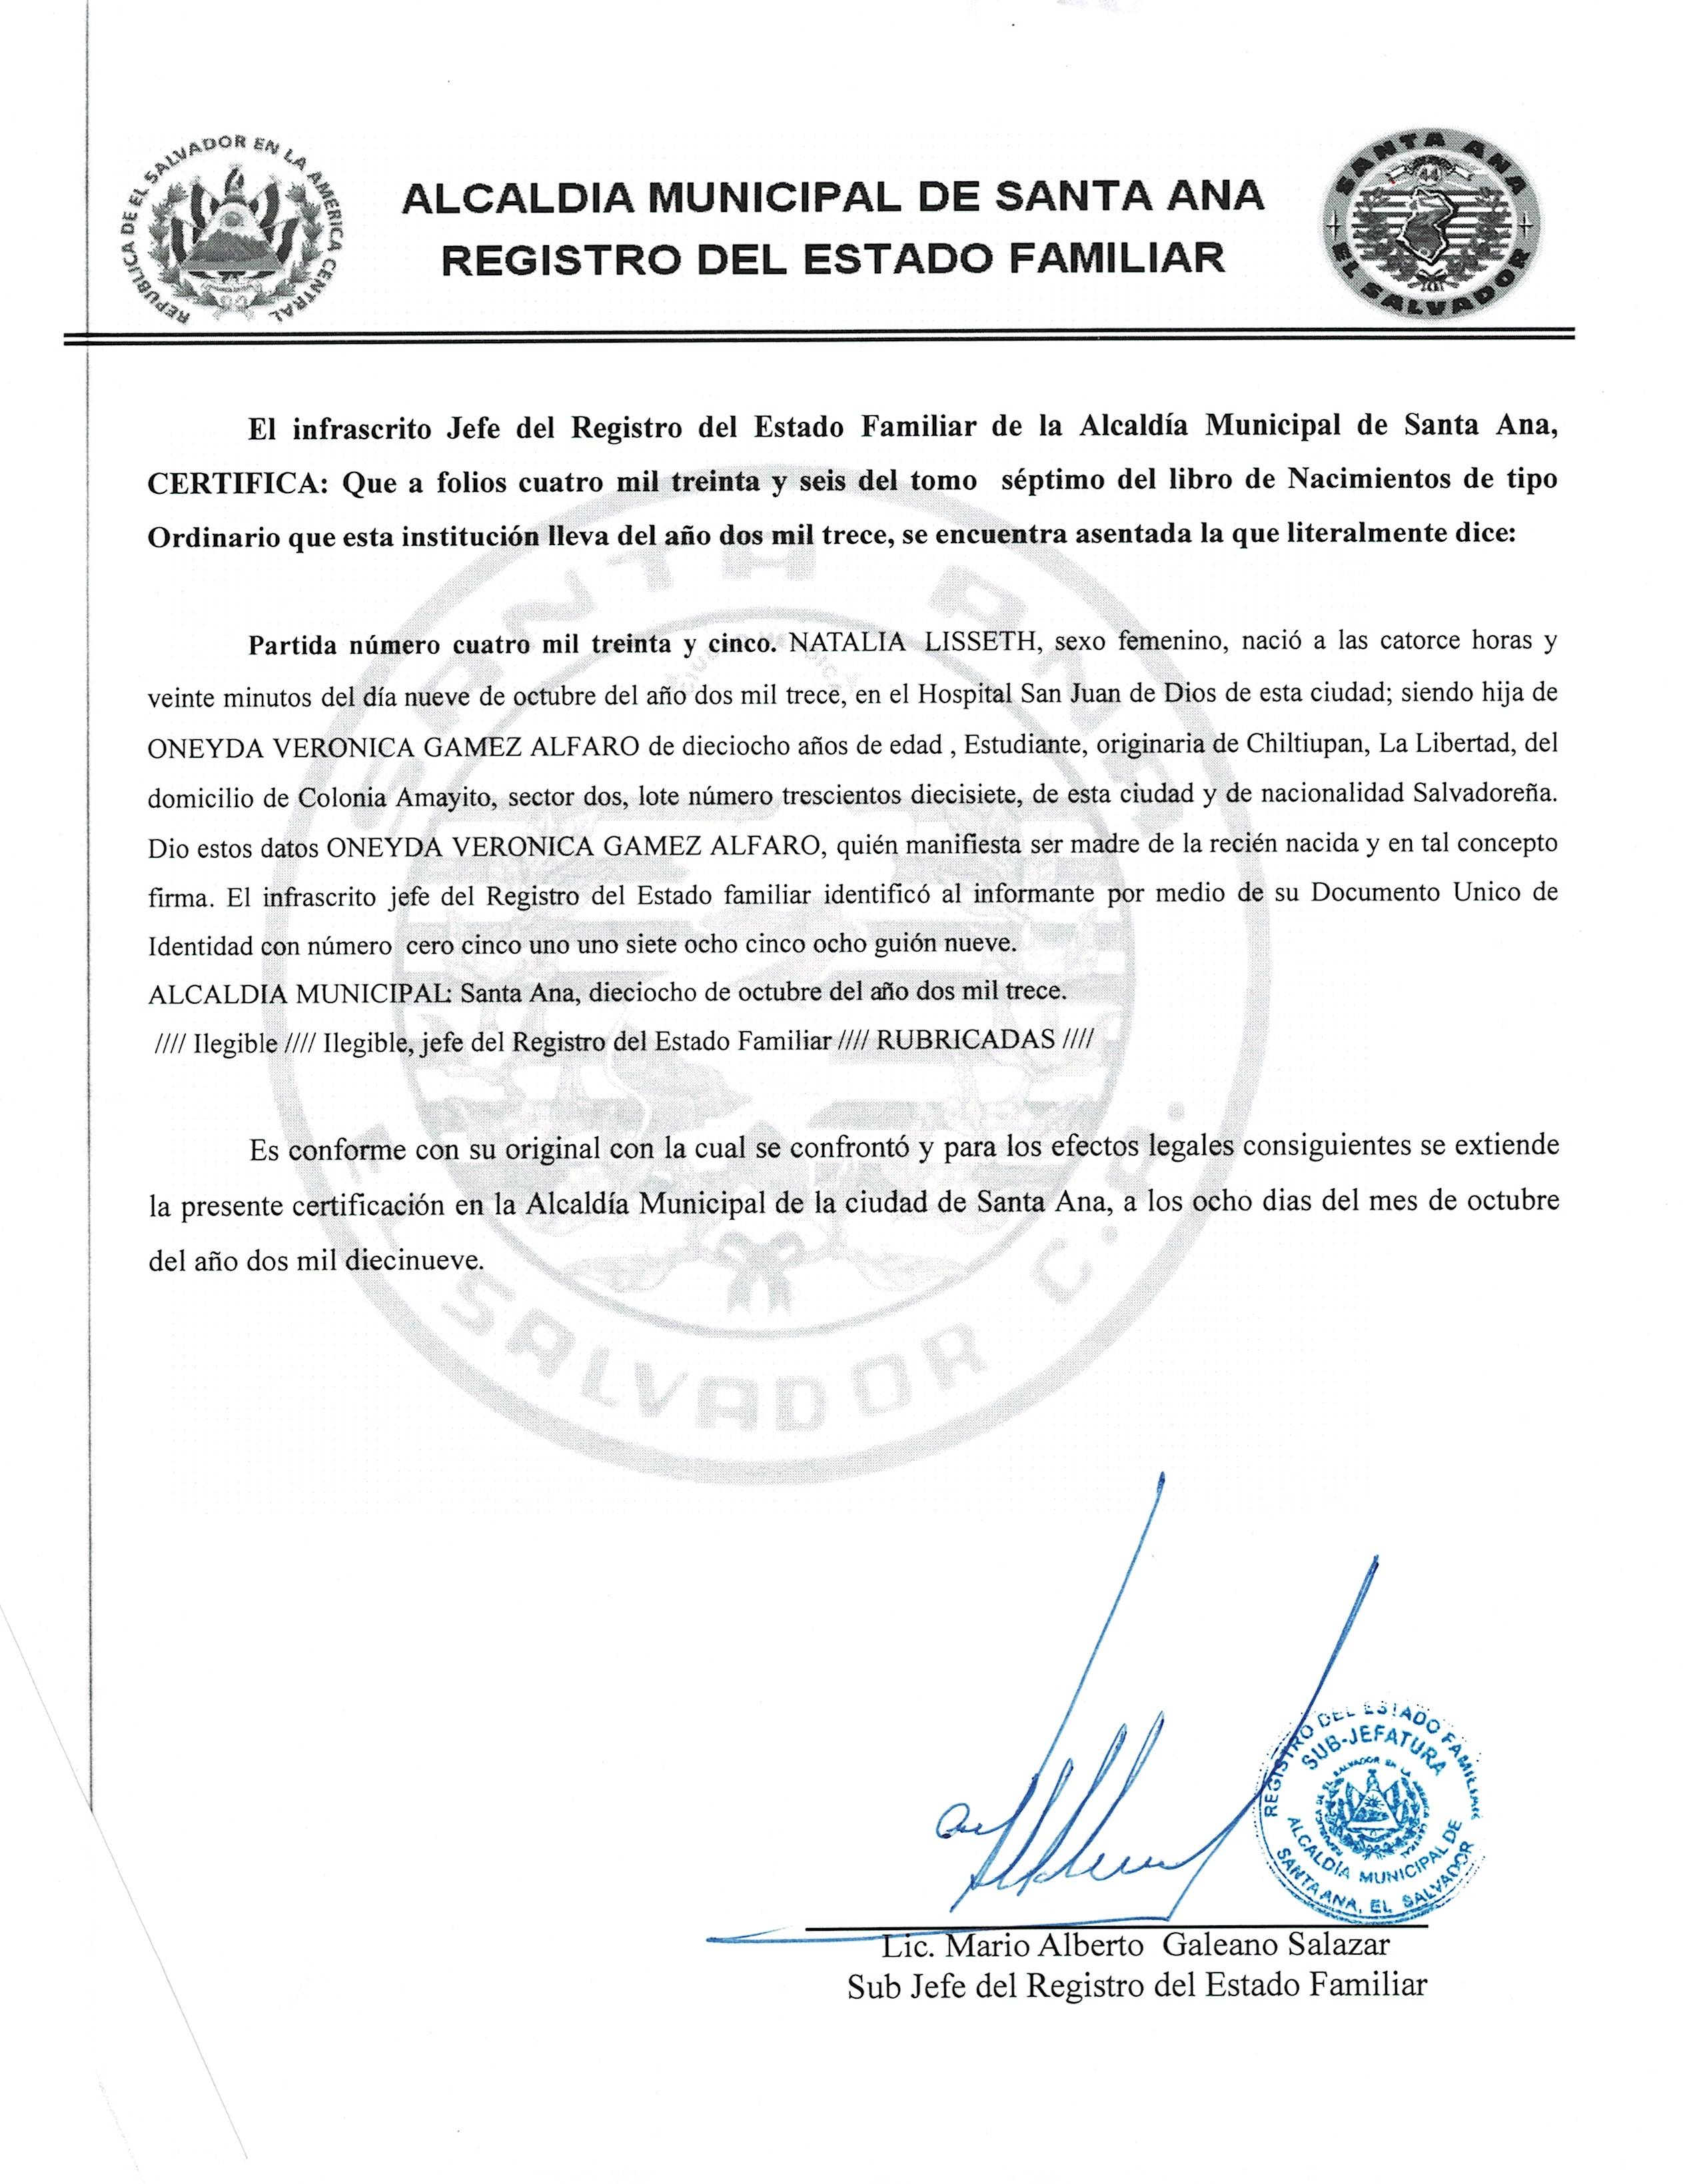 REPUBLICA DE EL SALVADOR EN LA AMERICA CENTRAL
ALCALDIA MUNICIPAL DE SANTA ANA
REGISTRO DEL ESTADO FAMILIAR
SANTA ANA
44
EL SALVADOR
El infrascrito Jefe del Registro del Estado Familiar de la Alcaldía Municipal de Santa Ana,
CERTIFICA: Que a folios cuatro mil treinta y seis del tomo séptimo del libro de Nacimientos de tipo
Ordinario que esta institución lleva del año dos mil trece, se encuentra asentada la que literalmente dice:
Partida número cuatro mil treinta y cinco. NATALIA LISSETH, sexo femenino, nació a las catorce horas y
veinte minutos del día nueve de octubre del año dos mil trece, en el Hospital San Juan de Dios de esta ciudad; siendo hija de
ONEYDA VERONICA GAMEZ ALFARO de dieciocho años de edad , Estudiante, originaria de Chiltiupan, La Libertad, del
domicilio de Colonia Amayito, sector dos, lote número trescientos diecisiete, de esta ciudad y de nacionalidad Salvadoreña.
Dio estos datos ONEYDA VERONICA GAMEZ ALFARO, quién manifiesta ser madre de la recién nacida y en tal concepto
firma. El infrascrito jefe del Registro del Estado familiar identificó al informante por medio de su Documento Unico de
Identidad con número cero cinco uno uno siete ocho cinco ocho guión nueve.
ALCALDIA MUNICIPAL: Santa Ana, dieciocho de octubre del año dos mil trece.
//// Ilegible //// Ilegible, jefe del Registro del Estado Familiar //// RUBRICADAS ////
Es conforme con su original con la cual se confrontó y para los efectos legales consiguientes se extiende
la presente certificación en la Alcaldía Municipal de la ciudad de Santa Ana, a los ocho dias del mes de octubre
del año dos mil diecinueve.
SANTA ANA
EL SALVADOR C.A.
REGISTRO DEL ESTADO FAMILIAR
SUB-JEFATURA
ALCALDÍA MUNICIPAL DE
SANTA ANA, EL SALVADOR
Lic. Mario Alberto Galeano Salazar
Sub Jefe del Registro del Estado Familiar